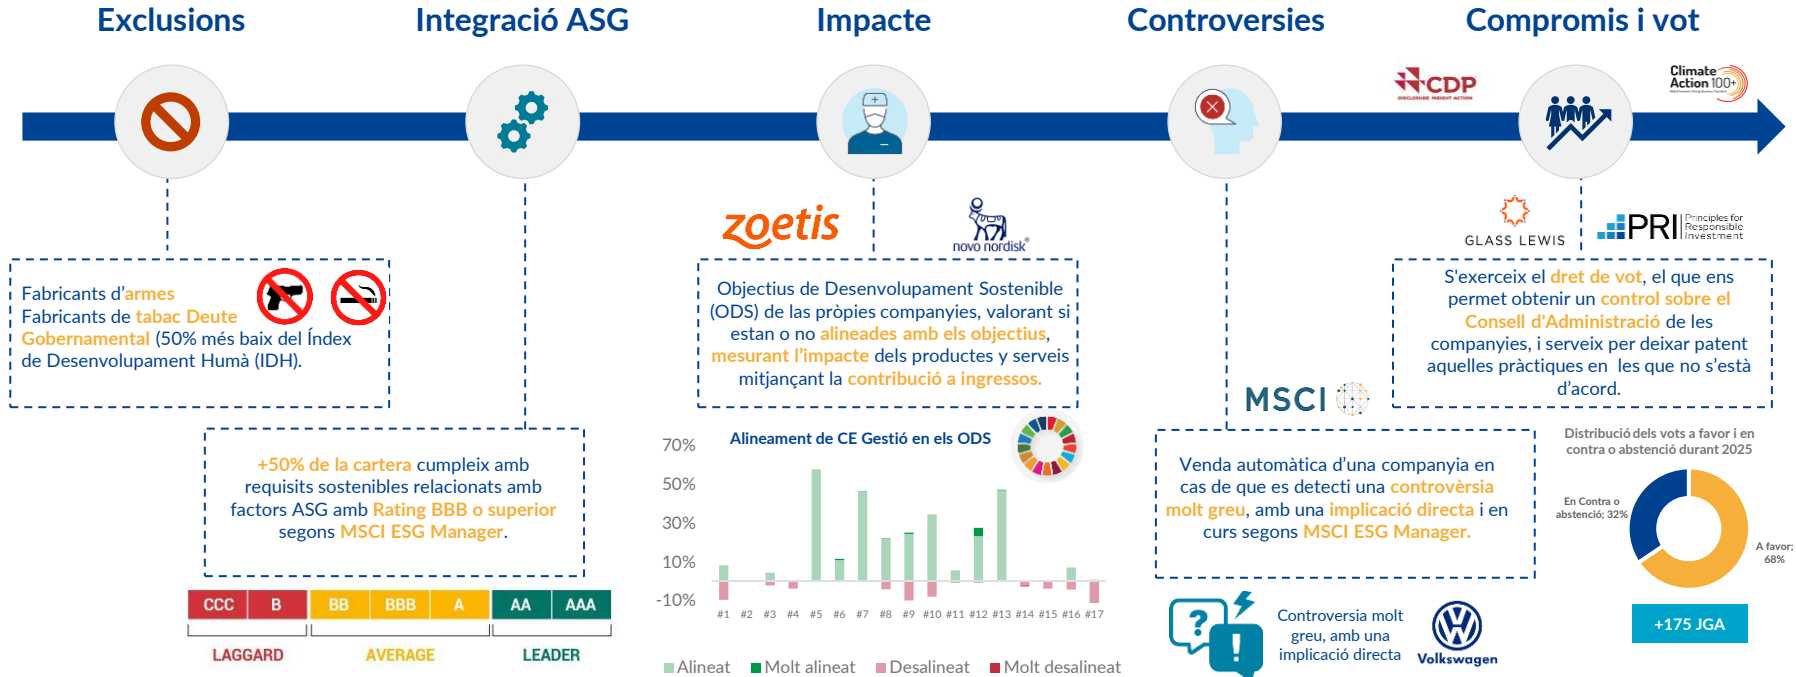 Exclusions
Integració ASG
Impacte
Controversies
Compromis i vot
CDP
DISCLOSURE INSIGHT ACTION
Climate
Action 100+
zoetis
novo nordisk®
GLASS LEWIS
PRI
Principles for
Responsible
Investment
Fabricants d’armes
Fabricants de tabac Deute
Gobernamental (50% més baix del Índex
de Desenvolupament Humà (IDH).
+50% de la cartera cumpleix amb
requisits sostenibles relacionats amb
factors ASG amb Rating BBB o superior
segons MSCI ESG Manager.
CCC B BB BBB A AA AAA
LAGGARD AVERAGE LEADER
Objectius de Desenvolupament Sostenible
(ODS) de las pròpies companyies, valorant si
estan o no alineades amb els objectius,
mesurant l’impacte dels productes y serveis
mitjançant la contribució a ingressos.
Alineament de CE Gestió en els ODS
70%
50%
30%
10%
-10%
#1 #2 #3 #4 #5 #6 #7 #8 #9 #10 #11 #12 #13 #14 #15 #16 #17
Alineat Molt alineat Desalineat Molt desalineat
MSCI
Venda automàtica d’una companyia en
cas de que es detecti una controvèrsia
molt greu, amb una implicació directa i en
curs segons MSCI ESG Manager.
?
!
Controversia molt
greu, amb una
implicació directa
Volkswagen
S'exerceix el dret de vot, el que ens
permet obtenir un control sobre el
Consell d'Administració de les
companyies, i serveix per deixar patent
aquelles pràctiques en les que no s’està
d’acord.
Distribució dels vots a favor i en
contra o abstenció durant 2025
En Contra o
abstenció; 32%
A favor;
68%
+175 JGA